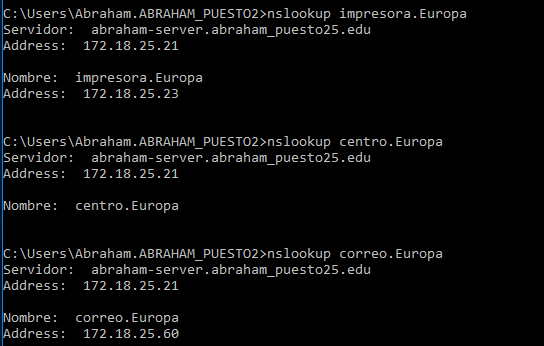 C:\Users\Abraham.ABRAHAM_PUESTO2>nslookup impresora.Europa
Servidor:  abraham-server.abraham_puesto25.edu
Address:  172.18.25.21

Nombre:  impresora.Europa
Address:  172.18.25.23

C:\Users\Abraham.ABRAHAM_PUESTO2>nslookup centro.Europa
Servidor:  abraham-server.abraham_puesto25.edu
Address:  172.18.25.21

Nombre:  centro.Europa

C:\Users\Abraham.ABRAHAM_PUESTO2>nslookup correo.Europa
Servidor:  abraham-server.abraham_puesto25.edu
Address:  172.18.25.21

Nombre:  correo.Europa
Address:  172.18.25.60